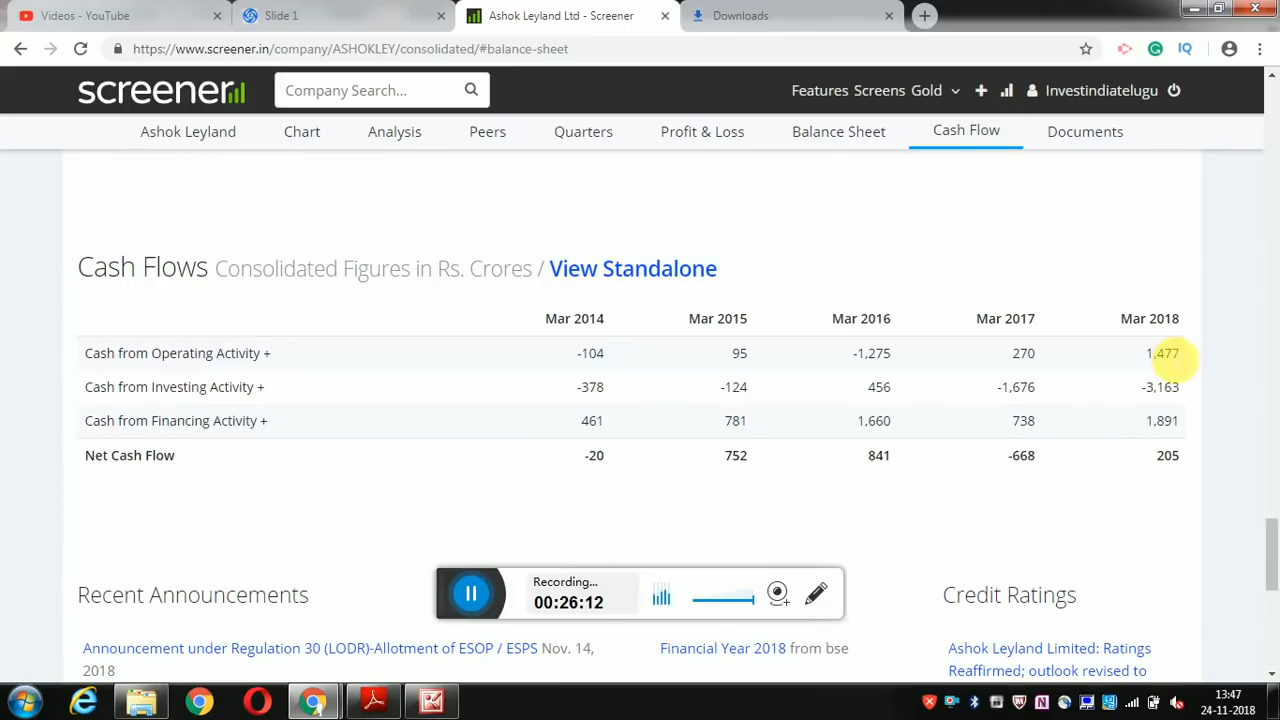 Videos - YouTube
Slide 1
Ashok Leyland Ltd - Screener
Downloads
https://www.screener.in/company/ASHOKLEY/consolidated/#balance-sheet
screener
Company Search...
Features Screens Gold
Investindiatelugu
Ashok Leyland Chart Analysis Peers Quarters Profit & Loss Balance Sheet Cash Flow Documents
Cash Flows Consolidated Figures in Rs. Crores / View Standalone
Mar 2014 Mar 2015 Mar 2016 Mar 2017 Mar 2018
Cash from Operating Activity + -104 95 -1,275 270 1,477
Cash from Investing Activity + -378 -124 456 -1,676 -3,163
Cash from Financing Activity + 461 781 1,660 738 1,891
Net Cash Flow -20 752 841 -668 205
Recording...
00:26:12
Recent Announcements
Credit Ratings
Announcement under Regulation 30 (LODR)-Allotment of ESOP / ESPS Nov. 14,
2018
Financial Year 2018 from bse
Ashok Leyland Limited: Ratings
Reaffirmed; outlook revised to
13:47
24-11-2018